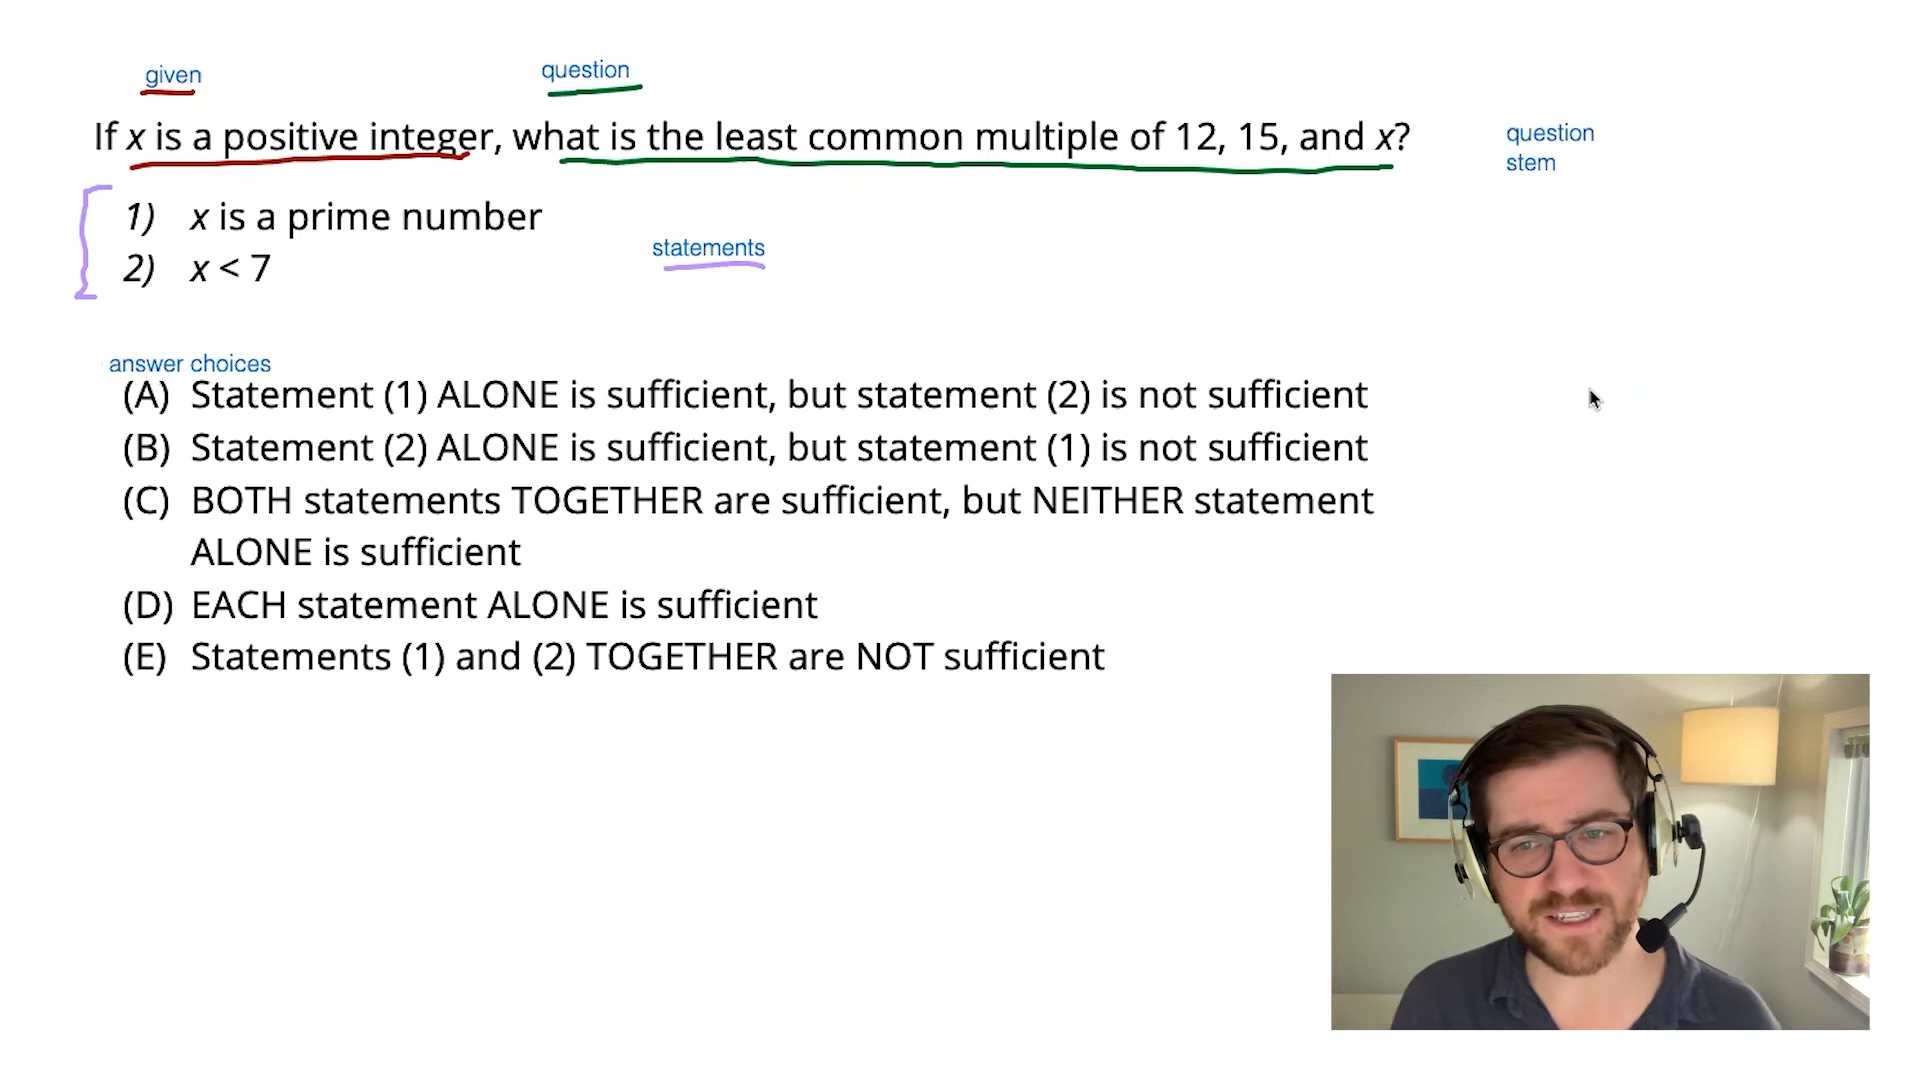 given
question
If x is a positive integer, what is the least common multiple of 12, 15, and x?
question
stem
1) x is a prime number
statements
2) x < 7
answer choices
(A) Statement (1) ALONE is sufficient, but statement (2) is not sufficient
(B) Statement (2) ALONE is sufficient, but statement (1) is not sufficient
(C) BOTH statements TOGETHER are sufficient, but NEITHER statement
ALONE is sufficient
(D) EACH statement ALONE is sufficient
(E) Statements (1) and (2) TOGETHER are NOT sufficient